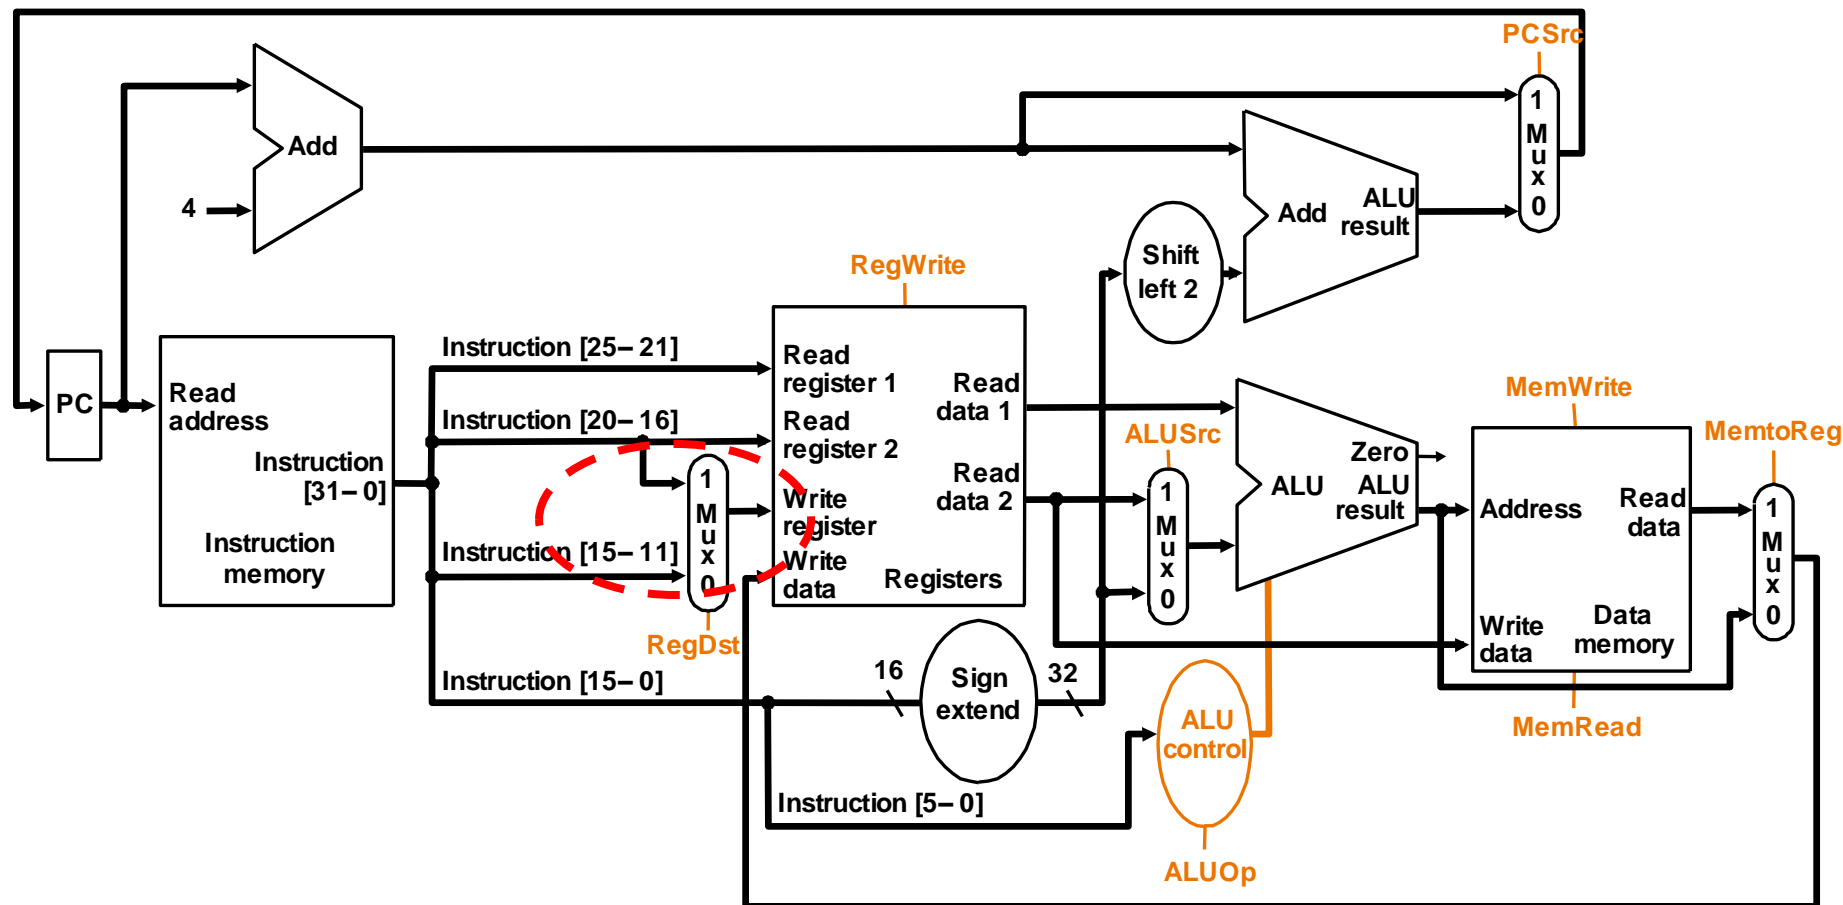 PCSrc
1
M
u
x
0
Add
4
Add
ALU
result
Shift
left 2
RegWrite
PC
Read
address
Instruction
[31– 0]
Instruction
memory
Instruction [25– 21]
Instruction [20– 16]
Instruction [15– 11]
Instruction [15– 0]
Instruction [5– 0]
1
M
u
x
0
RegDst
Read
register 1
Read
register 2
Write
register
Write
data
Read
data 1
Read
data 2
Registers
16
Sign
extend
32
ALUSrc
1
M
u
x
0
Zero
ALU
ALU
result
ALU
control
ALUOp
MemWrite
Address
Read
data
Write
data
Data
memory
MemRead
MemtoReg
1
M
u
x
0